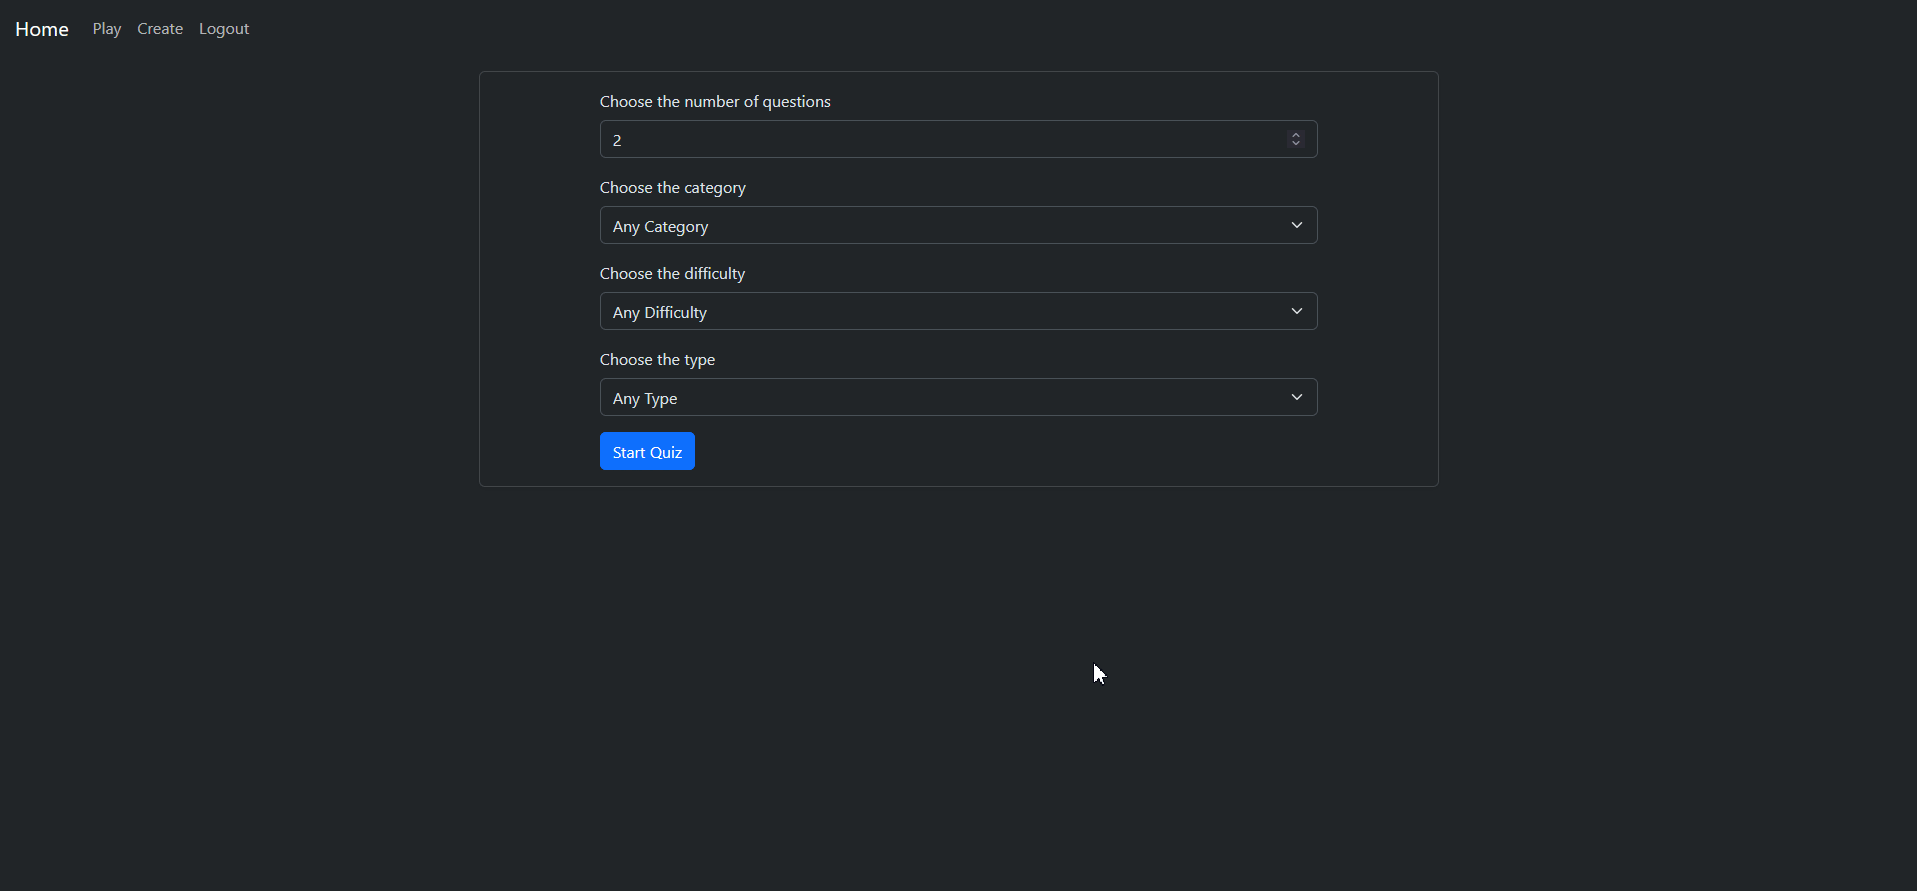 Home Play Create Logout
Choose the number of questions
2
Choose the category
Any Category
Choose the difficulty
Any Difficulty
Choose the type
Any Type
Start Quiz